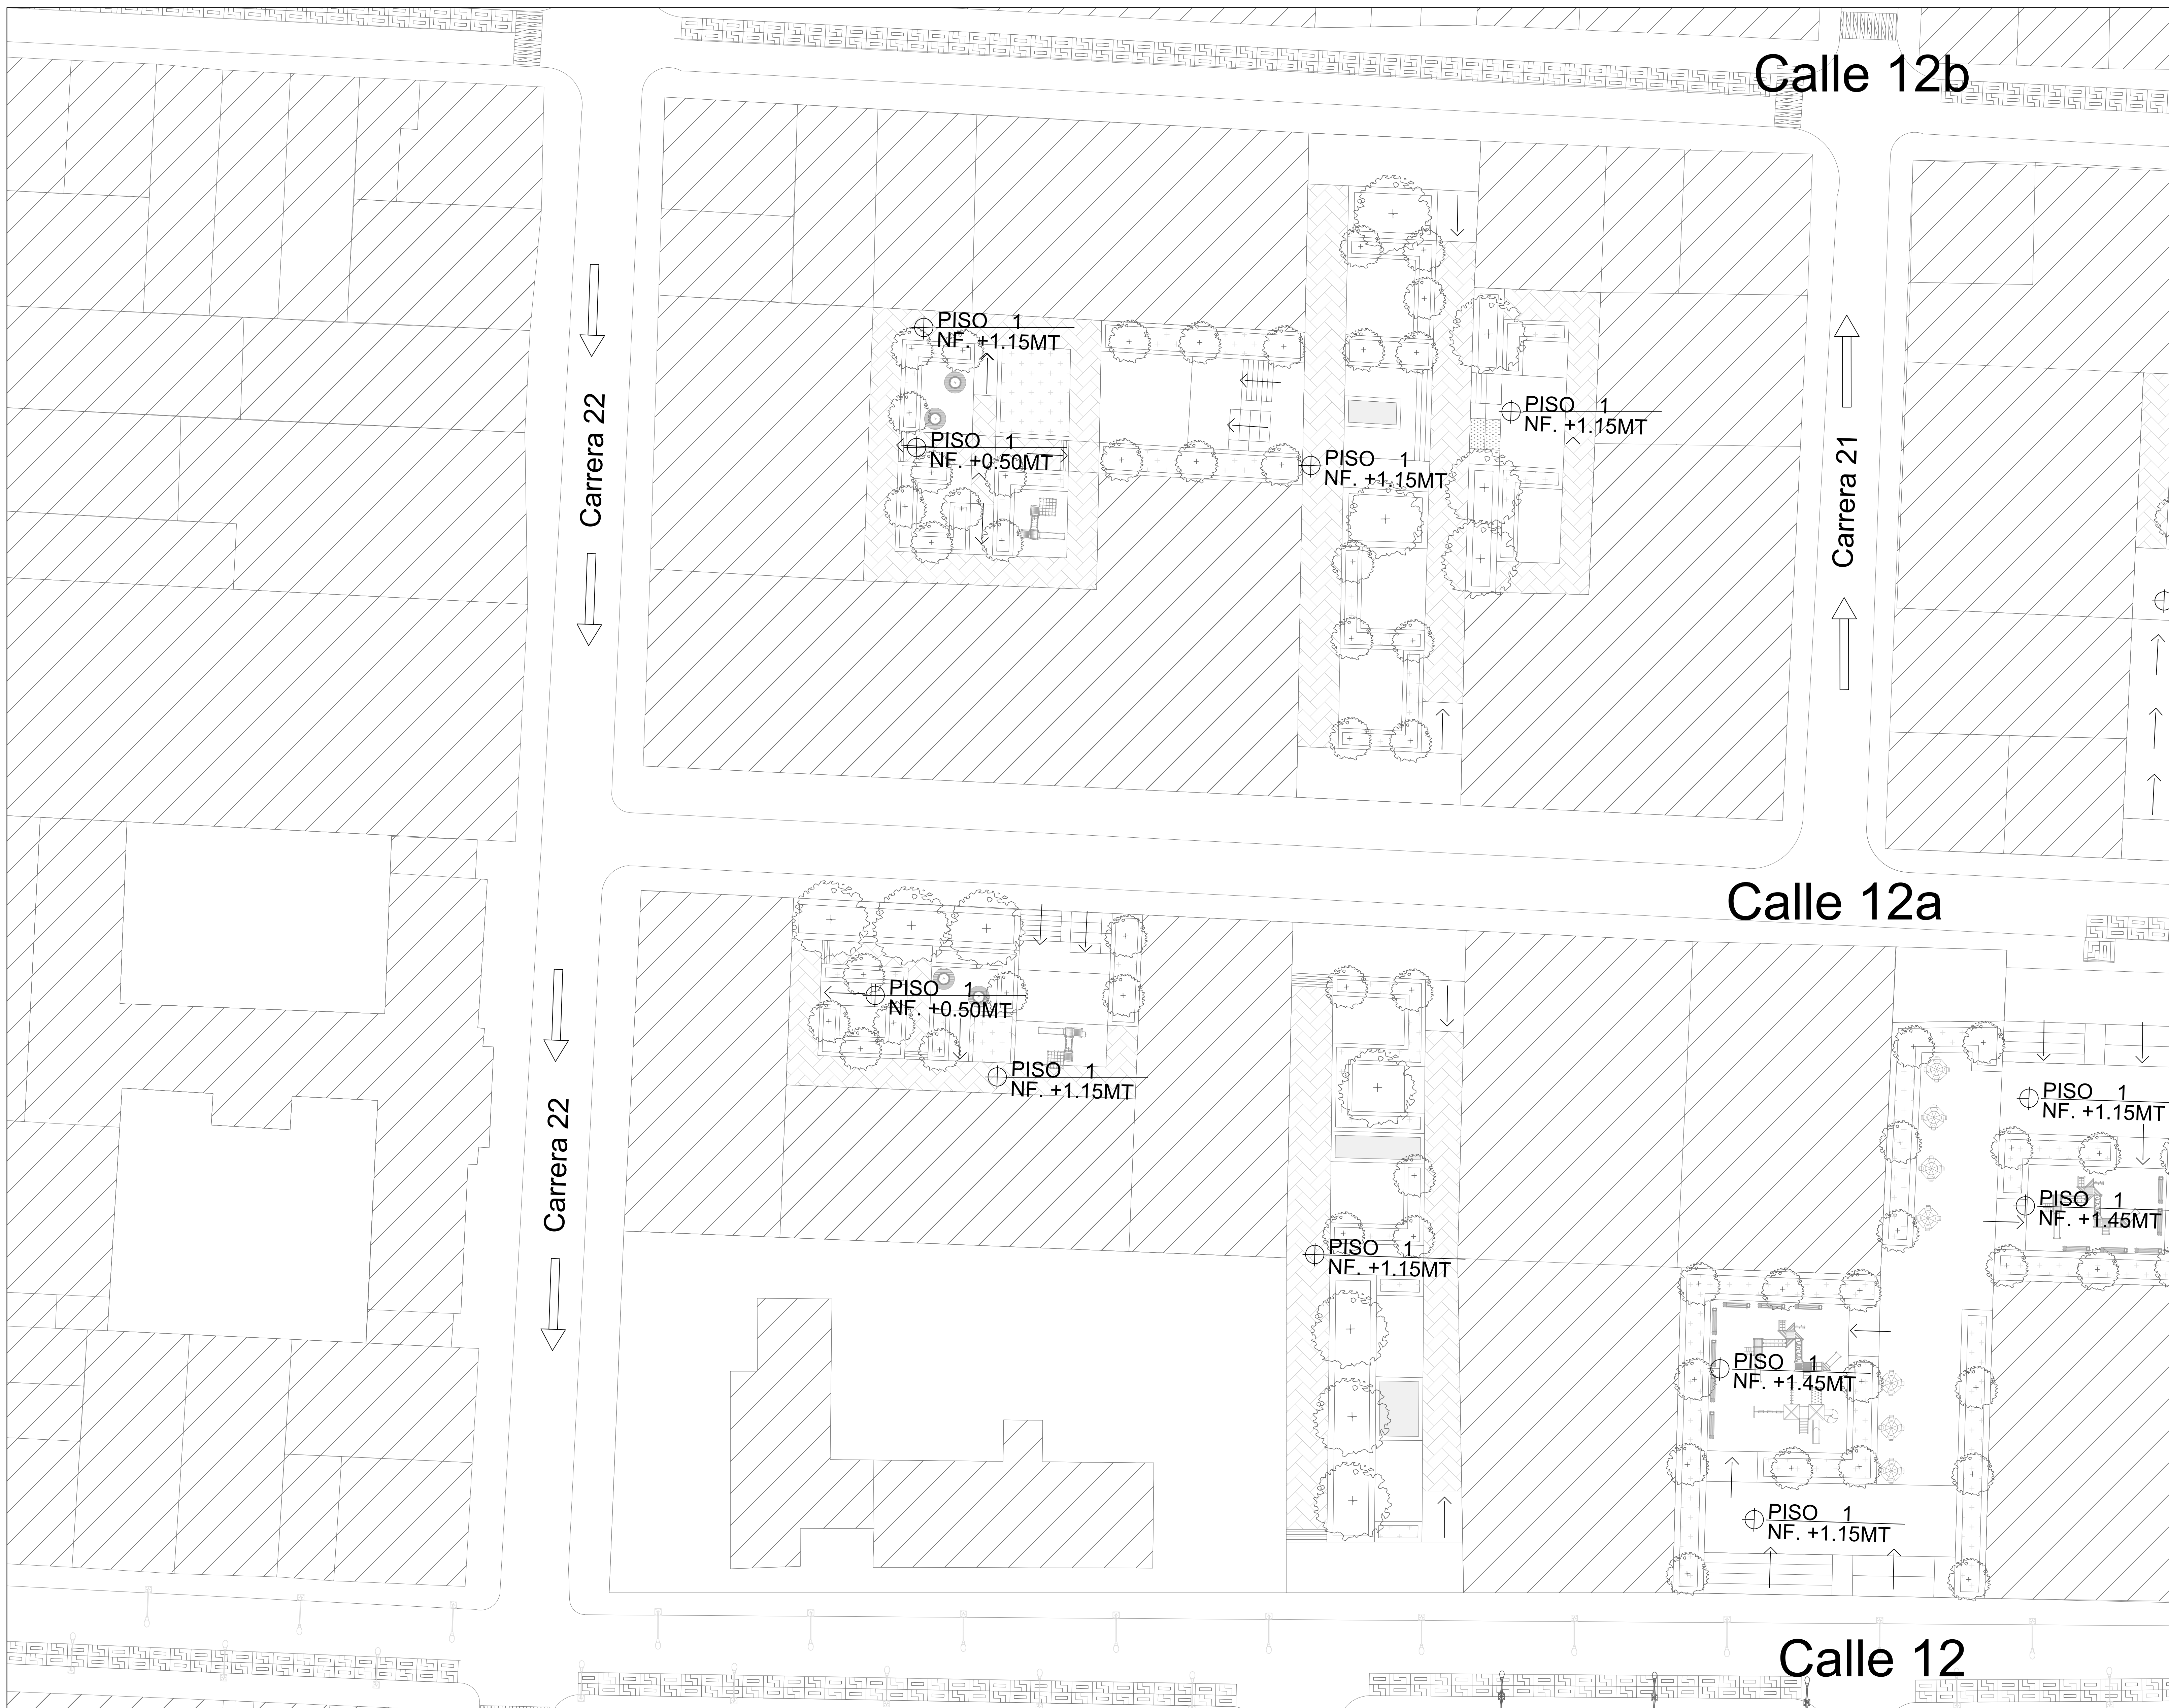 Calle 12b
PISO 1
NF. +1.15MT
PISO 1
NF. +1.15MT
Carrera 22
PISO 1
NF. +0.50MT
PISO 1
NF. +1.15MT
Carrera 21
Calle 12a
PISO 1
NF. +0.50MT
PISO 1
NF. +1.15MT
PISO 1
NF. +1.15MT
Carrera 22
PISO 1
NF. +1.45MT
PISO 1
NF. +1.15MT
PISO 1
NF. +1.45MT
PISO 1
NF. +1.15MT
Calle 12